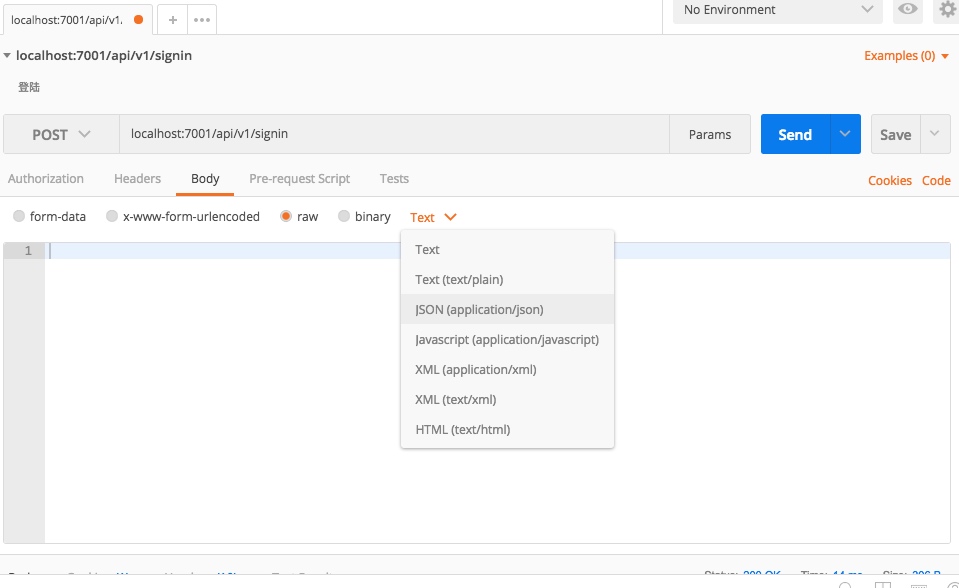 localhost:7001/api/v1.
No Environment
localhost:7001/api/v1/signin
Examples (0)
登陆
POST localhost:7001/api/v1/signin Params Send Save
Authorization Headers Body Pre-request Script Tests Cookies Code
form-data x-www-form-urlencoded raw binary Text
1
Text
Text (text/plain)
JSON (application/json)
Javascript (application/javascript)
XML (application/xml)
XML (text/xml)
HTML (text/html)